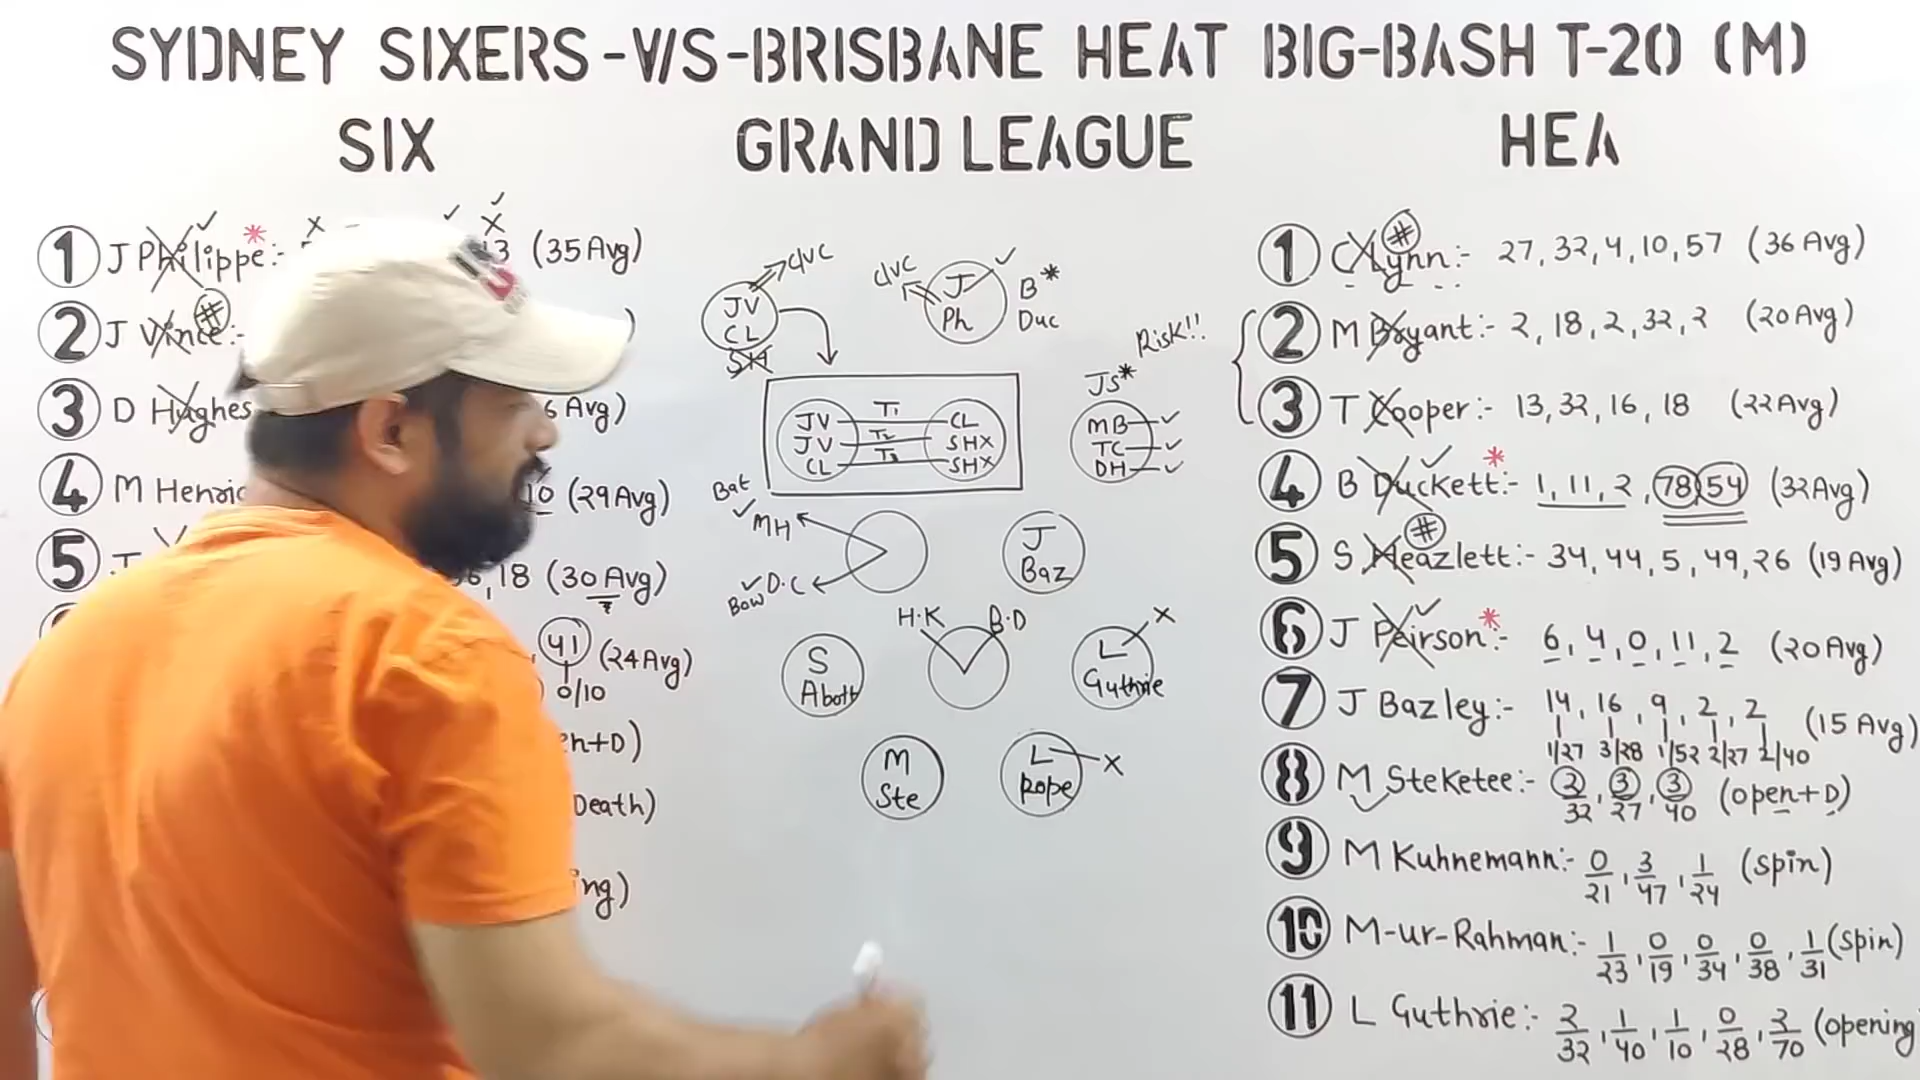 SYDNEY SIXERS -V/S- BRISBANE HEAT BIG-BASH T-20 (M)
SIX
GRAND LEAGUE
HEA
1 J Philippe:- 13 (35 Avg)
2 J Vince:-
3 D Hughes 6 Avg)
4 M Henric 10 (29 Avg)
5 18 (30 Avg)
41 (24 Avg)
0/10
en+D)
Death)
ing)
c/vc
JV
CL
c/vc
J
Ph
B*
Duc
Risk!!
JV T1 CL
JV T2 SHX
CL T3 SHX
JS*
MB
TC
DH
Bat
MH
D.C
Bow
J
Baz
H.K B.D
S
Abott
L X
Guthrie
M
Ste
L X
Pope
1 C Lynn:- 27, 32, 4, 10, 57 (36 Avg)
#
2 M Bryant:- 2, 18, 2, 32, 2 (20 Avg)
3 T Cooper:- 13, 32, 16, 18 (22 Avg)
4 B Duckett:- * 1, 11, 2, 78, 54 (32 Avg)
#
5 S Heazlett:- 34, 44, 5, 49, 26 (19 Avg)
6 J Peirson:- * 6, 4, 0, 11, 2 (20 Avg)
7 J Bazley:- 14, 16, 9, 2, 2 (15 Avg)
1/27 3/28 1/52 2/27 2/40
8 M Steketee:- 2/32, 3/27, 3/40 (open+D)
9 M Kuhnemann:- 0/21, 3/47, 1/24 (spin)
10 M-ur-Rahman:- 1/23, 0/19, 0/34, 0/38, 1/31 (spin)
11 L Guthrie:- 2/32, 1/40, 1/10, 0/28, 2/70 (opening